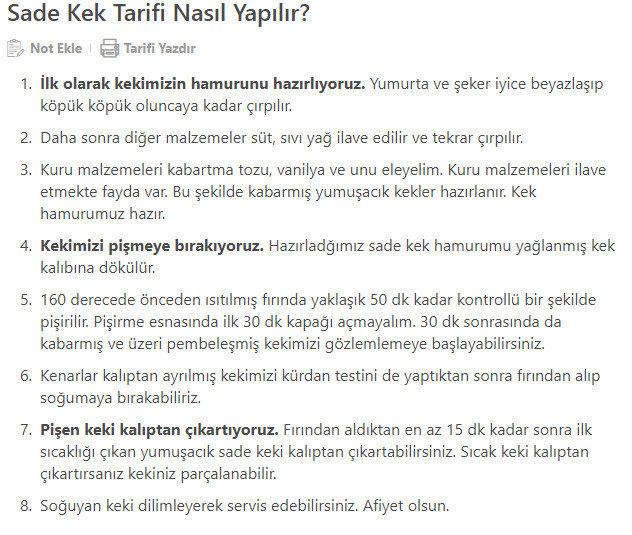 Sade Kek Tarifi Nasıl Yapılır?
Not Ekle | Tarifi Yazdır
1. İlk olarak kekimizin hamurunu hazırlıyoruz. Yumurta ve şeker iyice beyazlaşıp
köpük köpük oluncaya kadar çırpılır.
2. Daha sonra diğer malzemeler süt, sıvı yağ ilave edilir ve tekrar çırpılır.
3. Kuru malzemeleri kabartma tozu, vanilya ve unu eleyelim. Kuru malzemeleri ilave
etmekte fayda var. Bu şekilde kabarmış yumuşacık kekler hazırlanır. Kek
hamurumuz hazır.
4. Kekimizi pişmeye bırakıyoruz. Hazırladğımız sade kek hamurumu yağlanmış kek
kalıbına dökülür.
5. 160 derecede önceden ısıtılmış fırında yaklaşık 50 dk kadar kontrollü bir şekilde
pişirilir. Pişirme esnasında ilk 30 dk kapağı açmayalım. 30 dk sonrasında da
kabarmış ve üzeri pembeleşmiş kekimizi gözlemlemeye başlayabilirsiniz.
6. Kenarlar kalıptan ayrılmış kekimizi kürdan testini de yaptıktan sonra fırından alıp
soğumaya bırakabiliriz.
7. Pişen keki kalıptan çıkartıyoruz. Fırından aldıktan en az 15 dk kadar sonra ilk
sıcaklığı çıkan yumuşacık sade keki kalıptan çıkartabilirsiniz. Sıcak keki kalıptan
çıkartırsanız kekiniz parçalanabilir.
8. Soğuyan keki dilimleyerek servis edebilirsiniz. Afiyet olsun.